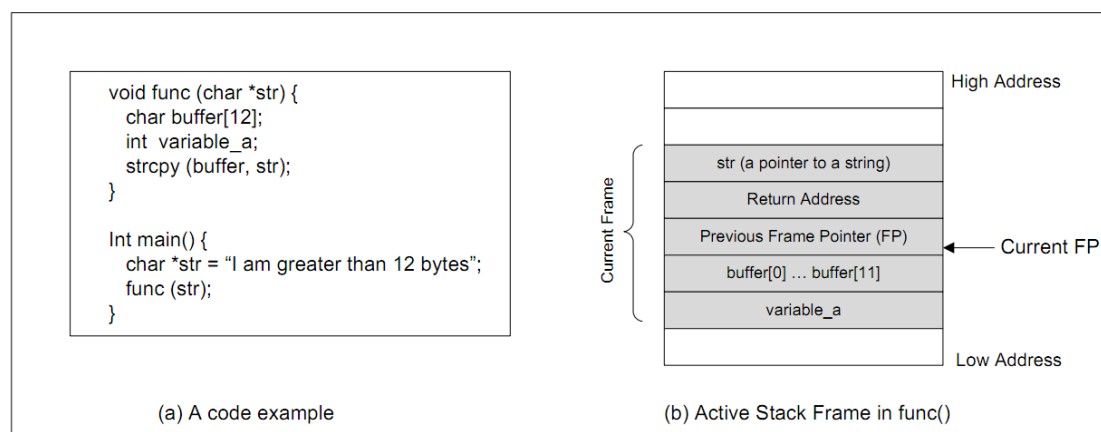 void func (char *str) {
char buffer[12];
int variable_a;
strcpy (buffer, str);
}
Int main() {
char *str = “I am greater than 12 bytes”;
func (str);
}
(a) A code example
High Address
str (a pointer to a string)
Return Address
Previous Frame Pointer (FP)
buffer[0] … buffer[11]
variable_a
Current Frame
Current FP
Low Address
(b) Active Stack Frame in func()